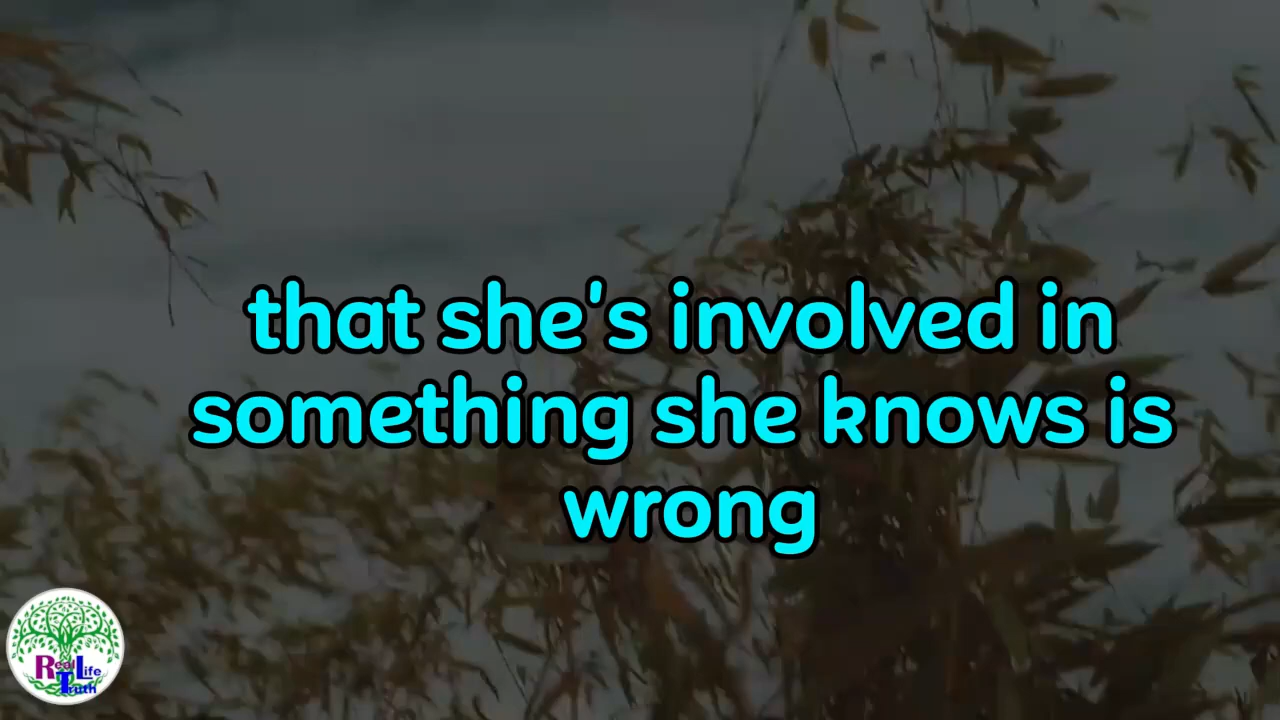 that she's involved in
something she knows is
wrong
Real
Life
Truth